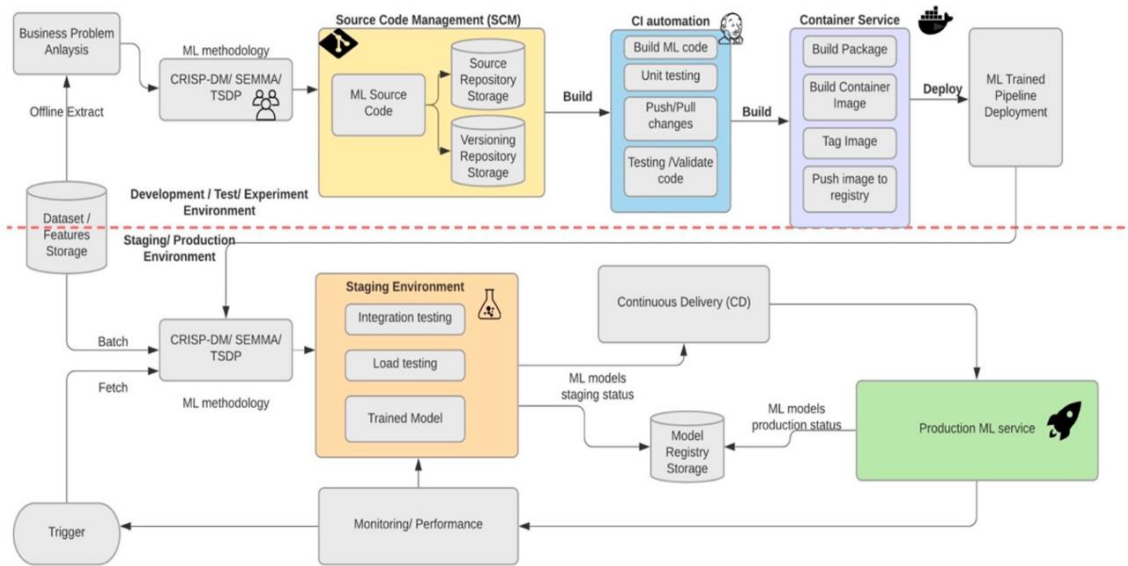 Business Problem
Anlaysis
Offline Extract
ML methodology
CRISP-DM/ SEMMA/
TSDP
Source Code Management (SCM)
ML Source
Code
Source
Repository
Storage
Versioning
Repository
Storage
Build
CI automation
Build ML code
Unit testing
Push/Pull
changes
Testing /Validate
code
Build
Container Service
Build Package
Build Container
Image
Tag Image
Push image to
registry
Deploy
ML Trained
Pipeline
Deployment
Dataset /
Features
Storage
Development / Test/ Experiment
Environment
Staging/ Production
Environment
Batch
Fetch
CRISP-DM/ SEMMA/
TSDP
ML methodology
Staging Environment
Integration testing
Load testing
Trained Model
Continuous Delivery (CD)
ML models
staging status
Model
Registry
Storage
ML models
production status
Production ML service
Monitoring/ Performance
Trigger